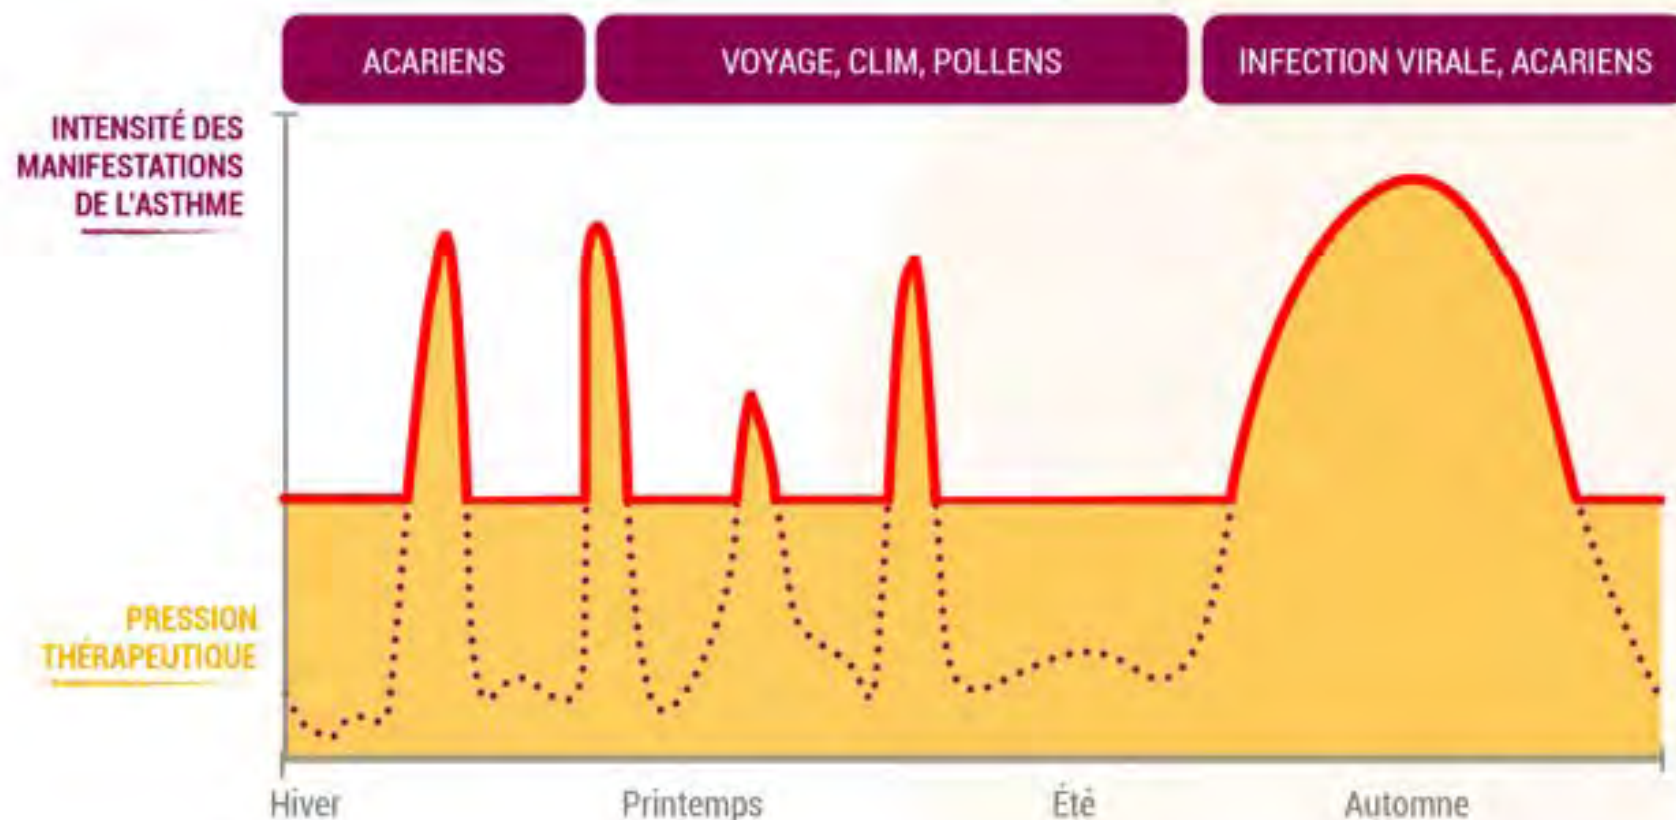 ACARIENS
VOYAGE, CLIM, POLLENS
INFECTION VIRALE, ACARIENS
INTENSITÉ DES
MANIFESTATIONS
DE L'ASTHME
PRESSION
THÉRAPEUTIQUE
Hiver
Printemps
Été
Automne